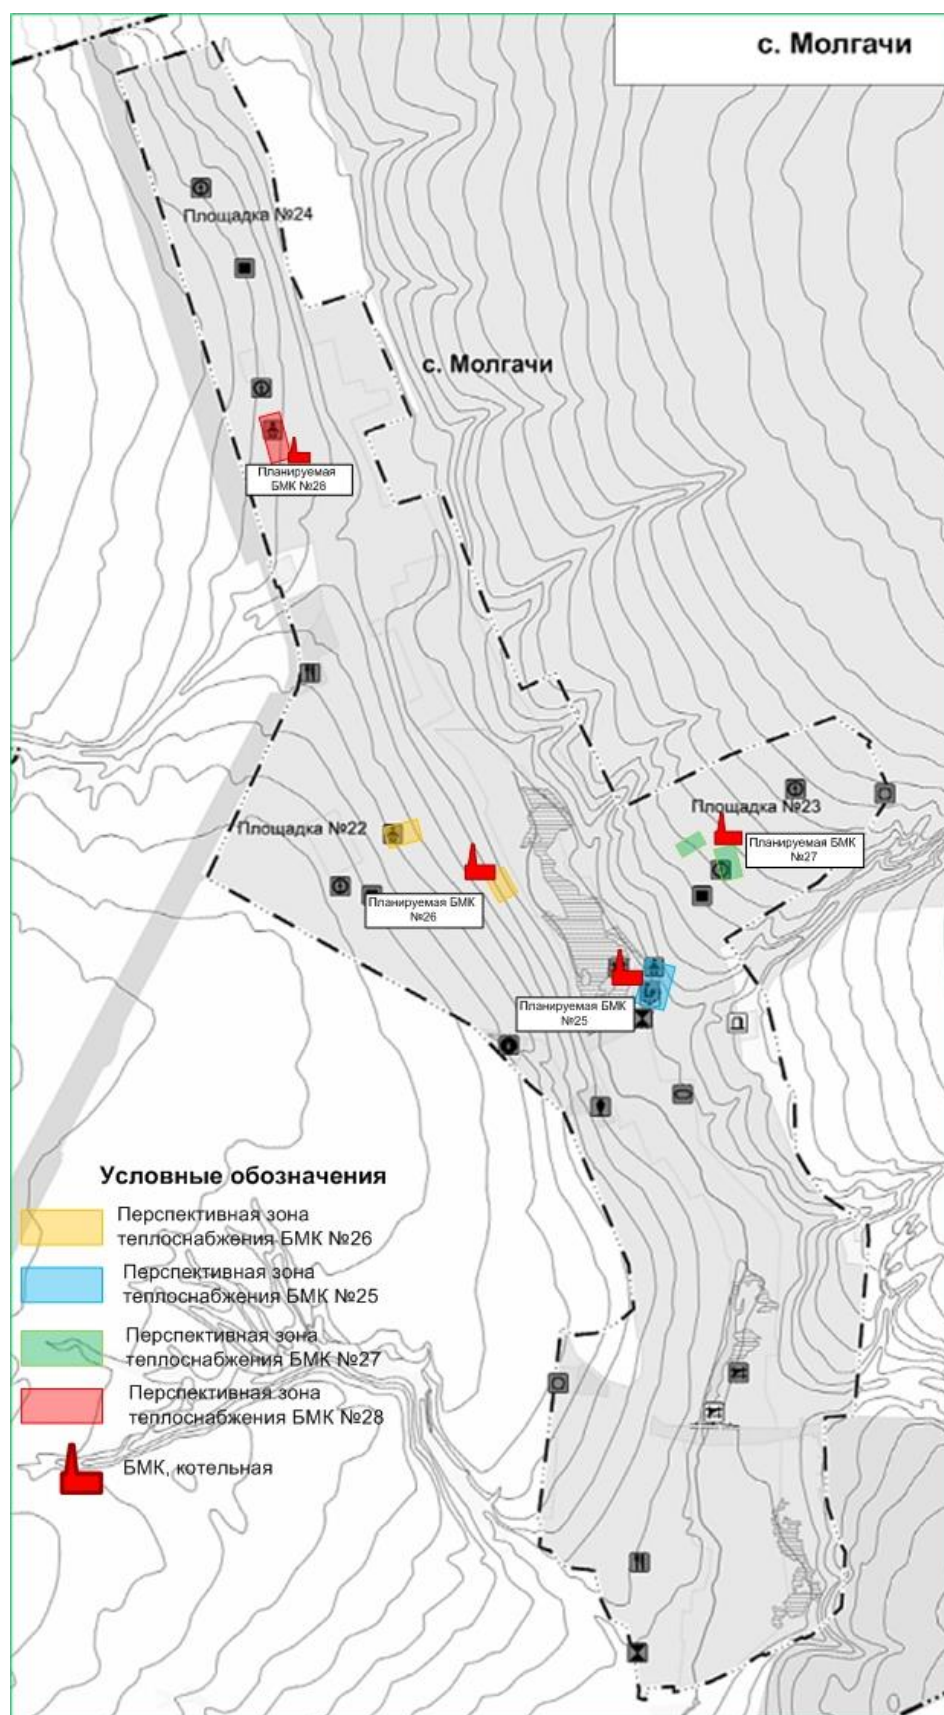 с. Молгачи
Площадка №24
с. Молгачи
Планируемая
БМК №28
Площадка №23
Площадка №22
Планируемая БМК
№27
Планируемая БМК
№26
Планируемая БМК
№25
Условные обозначения
Перспективная зона
теплоснабжения БМК №26
Перспективная зона
теплоснабжения БМК №25
Перспективная зона
теплоснабжения БМК №27
Перспективная зона
теплоснабжения БМК №28
БМК, котельная